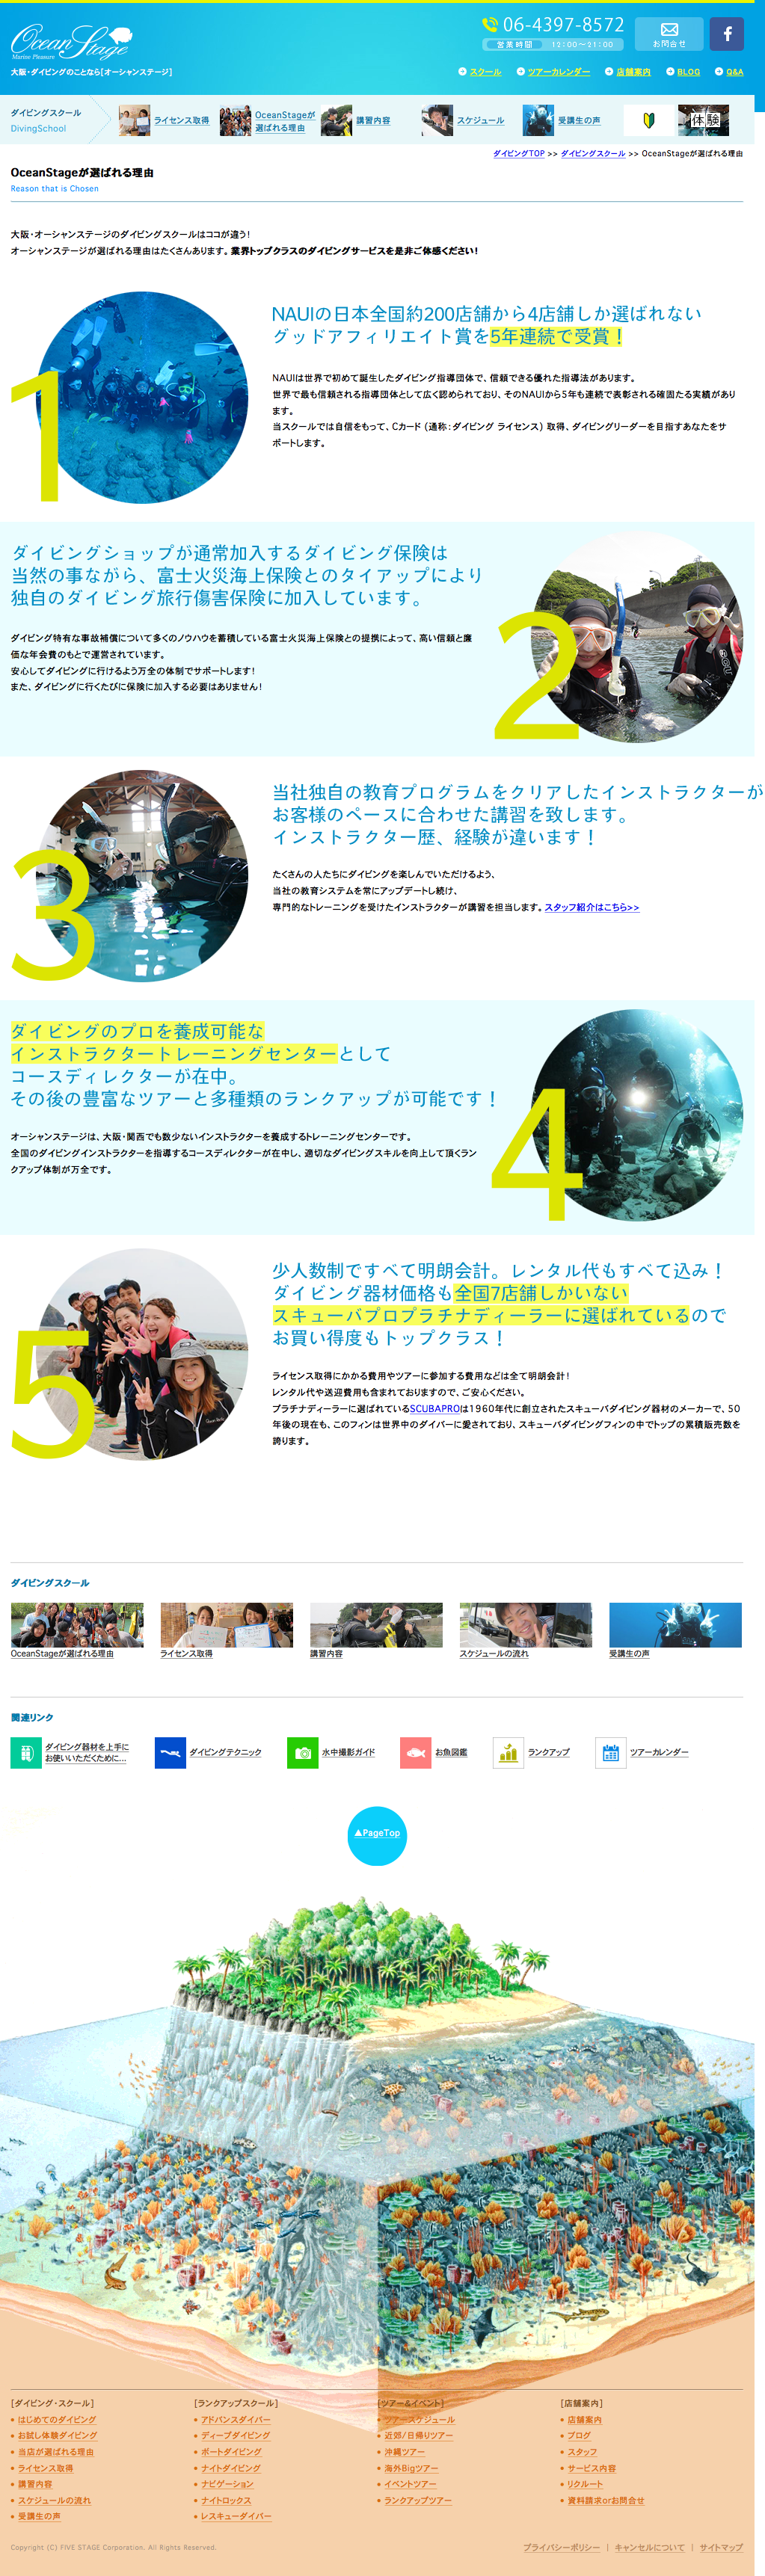 Ocean Stage
Marine Pleasure
大阪・ダイビングのことなら[オーシャンステージ]
06-4397-8572
営業時間 12:00〜21:00
お問合せ
スクール ツアーカレンダー 店舗案内 BLOG Q&A
ダイビングスクール
DivingSchool
ライセンス取得
OceanStageが
選ばれる理由
講習内容
スケジュール
受講生の声
体験
ダイビングTOP >> ダイビングスクール >> OceanStageが選ばれる理由
OceanStageが選ばれる理由
Reason that is Chosen
大阪・オーシャンステージのダイビングスクールはココが違う!
オーシャンステージが選ばれる理由はたくさんあります。業界トップクラスのダイビングサービスを是非ご体感ください!
1
NAUIの日本全国約200店舗から4店舗しか選ばれない
グッドアフィリエイト賞を5年連続で受賞!
NAUIは世界で初めて誕生したダイビング指導団体で、信頼できる優れた指導法があります。
世界で最も信頼される指導団体として広く認められており、そのNAUIから5年も連続で表彰される確固たる実績があり
ます。
当スクールでは自信をもって、Cカード (通称:ダイビング ライセンス) 取得、ダイビングリーダーを目指すあなたをサ
ポートします。
ダイビングショップが通常加入するダイビング保険は
当然の事ながら、富士火災海上保険とのタイアップにより
独自のダイビング旅行傷害保険に加入しています。
ダイビング特有な事故補償について多くのノウハウを蓄積している富士火災海上保険との提携によって、高い信頼と廉
価な年会費のもとで運営されています。
安心してダイビングに行けるよう万全の体制でサポートします!
また、ダイビングに行くたびに保険に加入する必要はありません!
2
3
当社独自の教育プログラムをクリアしたインストラクターが
お客様のペースに合わせた講習を致します。
インストラクター歴、経験が違います!
たくさんの人たちにダイビングを楽しんでいただけるよう、
当社の教育システムを常にアップデートし続け、
専門的なトレーニングを受けたインストラクターが講習を担当します。スタッフ紹介はこちら>>
ダイビングのプロを養成可能な
インストラクタートレーニングセンターとして
コースディレクターが在中。
その後の豊富なツアーと多種類のランクアップが可能です!
オーシャンステージは、大阪・関西でも数少ないインストラクターを養成するトレーニングセンターです。
全国のダイビングインストラクターを指導するコースディレクターが在中し、適切なダイビングスキルを向上して頂くラン
クアップ体制が万全です。
4
5
少人数制ですべて明朗会計。レンタル代もすべて込み!
ダイビング器材価格も全国7店舗しかいない
スキューバプロプラチナディーラーに選ばれているので
お買い得度もトップクラス!
ライセンス取得にかかる費用やツアーに参加する費用などは全て明朗会計!
レンタル代や送迎費用も含まれておりますので、ご安心ください。
プラチナディーラーに選ばれているSCUBAPROは1960年代に創立されたスキューバダイビング器材のメーカーで、50
年後の現在も、このフィンは世界中のダイバーに愛されており、スキューバダイビングフィンの中でトップの累積販売数を
誇ります。
ダイビングスクール
OceanStageが選ばれる理由 ライセンス取得 講習内容 スケジュールの流れ 受講生の声
関連リンク
ダイビング器材を上手に
お使いいただくために...
ダイビングテクニック
水中撮影ガイド
お魚図鑑
ランクアップ
ツアーカレンダー
▲PageTop
[ダイビング・スクール]
はじめてのダイビング
お試し体験ダイビング
当店が選ばれる理由
ライセンス取得
講習内容
スケジュールの流れ
受講生の声
[ランクアップスクール]
アドバンスダイバー
ディープダイビング
ボートダイビング
ナイトダイビング
ナビゲーション
ナイトロックス
レスキューダイバー
[ツアー&イベント]
ツアースケジュール
近郊/日帰りツアー
沖縄ツアー
海外Bigツアー
イベントツアー
ランクアップツアー
[店舗案内]
店舗案内
ブログ
スタッフ
サービス内容
リクルート
資料請求orお問合せ
Copyright (C) FIVE STAGE Corporation. All Rights Reserved.
プライバシーポリシー | キャンセルについて | サイトマップ